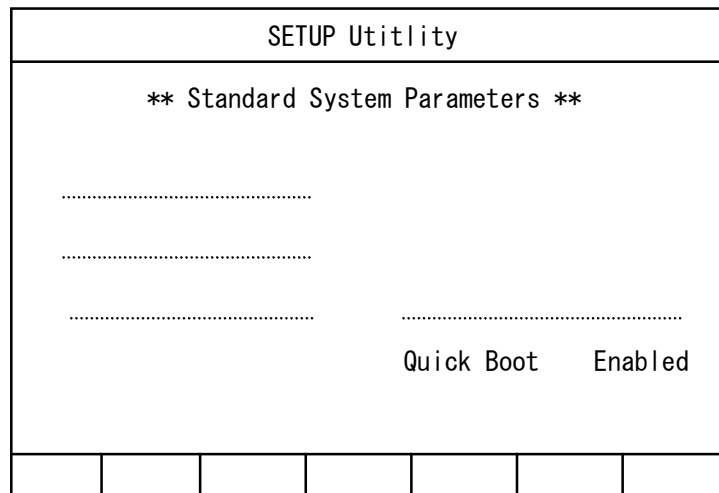 SETUP Utitlity
** Standard System Parameters **
Quick Boot Enabled